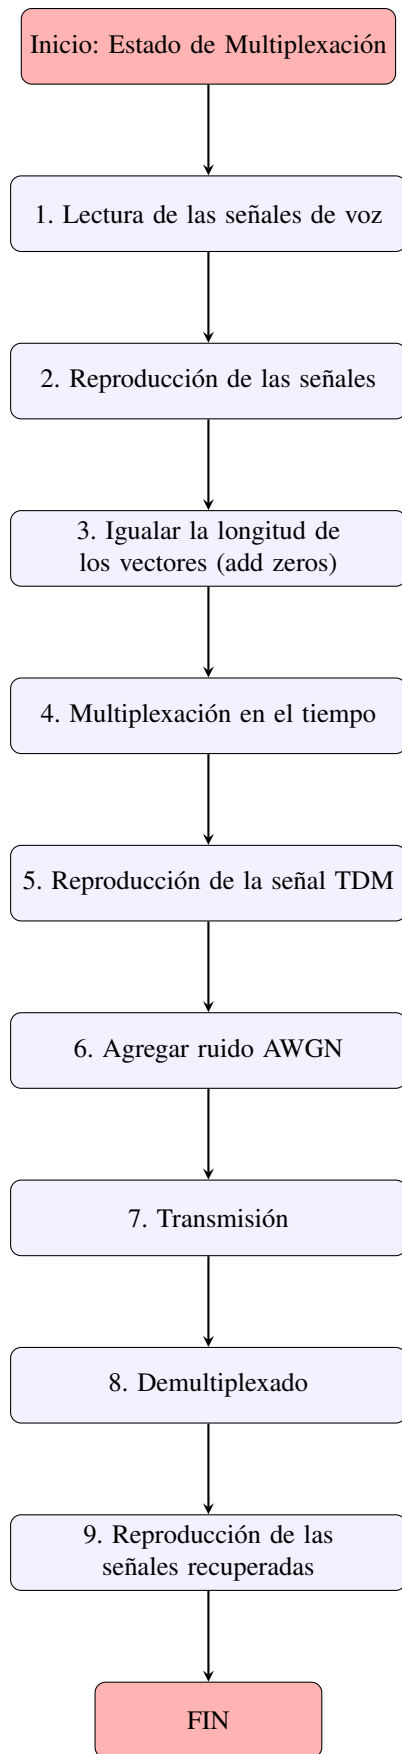 Inicio: Estado de Multiplexación
1. Lectura de las señales de voz
2. Reproducción de las señales
3. Igualar la longitud de
los vectores (add zeros)
4. Multiplexación en el tiempo
5. Reproducción de la señal TDM
6. Agregar ruido AWGN
7. Transmisión
8. Demultiplexado
9. Reproducción de las
señales recuperadas
FIN